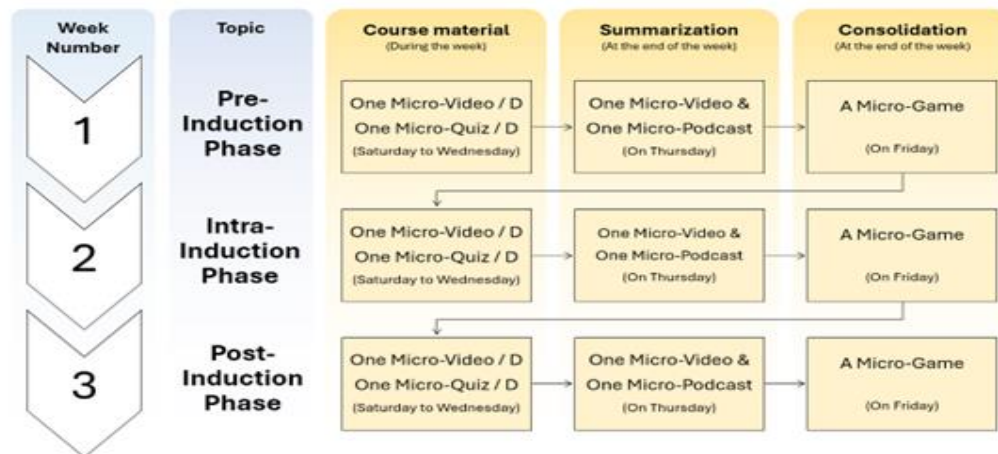 Week
Number
Topic
Course material
(During the week)
Summarization
(At the end of the week)
Consolidation
(At the end of the week)
1
Pre-
Induction
Phase
One Micro-Video / D
One Micro-Quiz / D
(Saturday to Wednesday)
One Micro-Video &
One Micro-Podcast
(On Thursday)
A Micro-Game
(On Friday)
2
Intra-
Induction
Phase
One Micro-Video / D
One Micro-Quiz / D
(Saturday to Wednesday)
One Micro-Video &
One Micro-Podcast
(On Thursday)
A Micro-Game
(On Friday)
3
Post-
Induction
Phase
One Micro-Video / D
One Micro-Quiz / D
(Saturday to Wednesday)
One Micro-Video &
One Micro-Podcast
(On Thursday)
A Micro-Game
(On Friday)